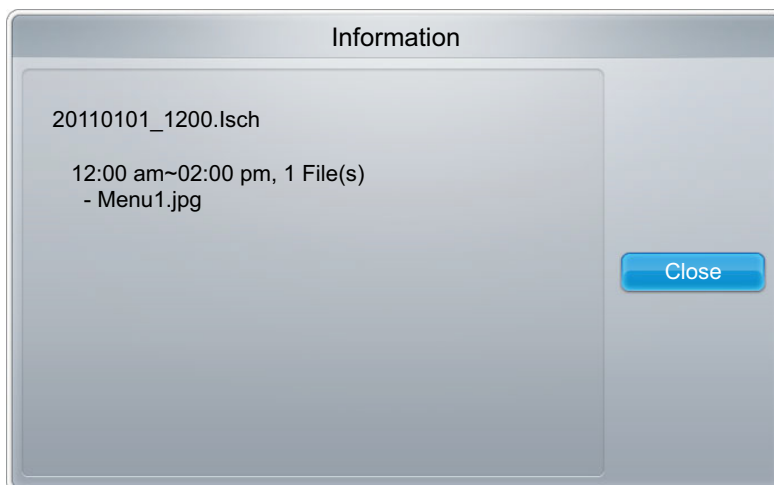 Information
20110101_1200.lsch
12:00 am~02:00 pm, 1 File(s)
- Menu1.jpg
Close